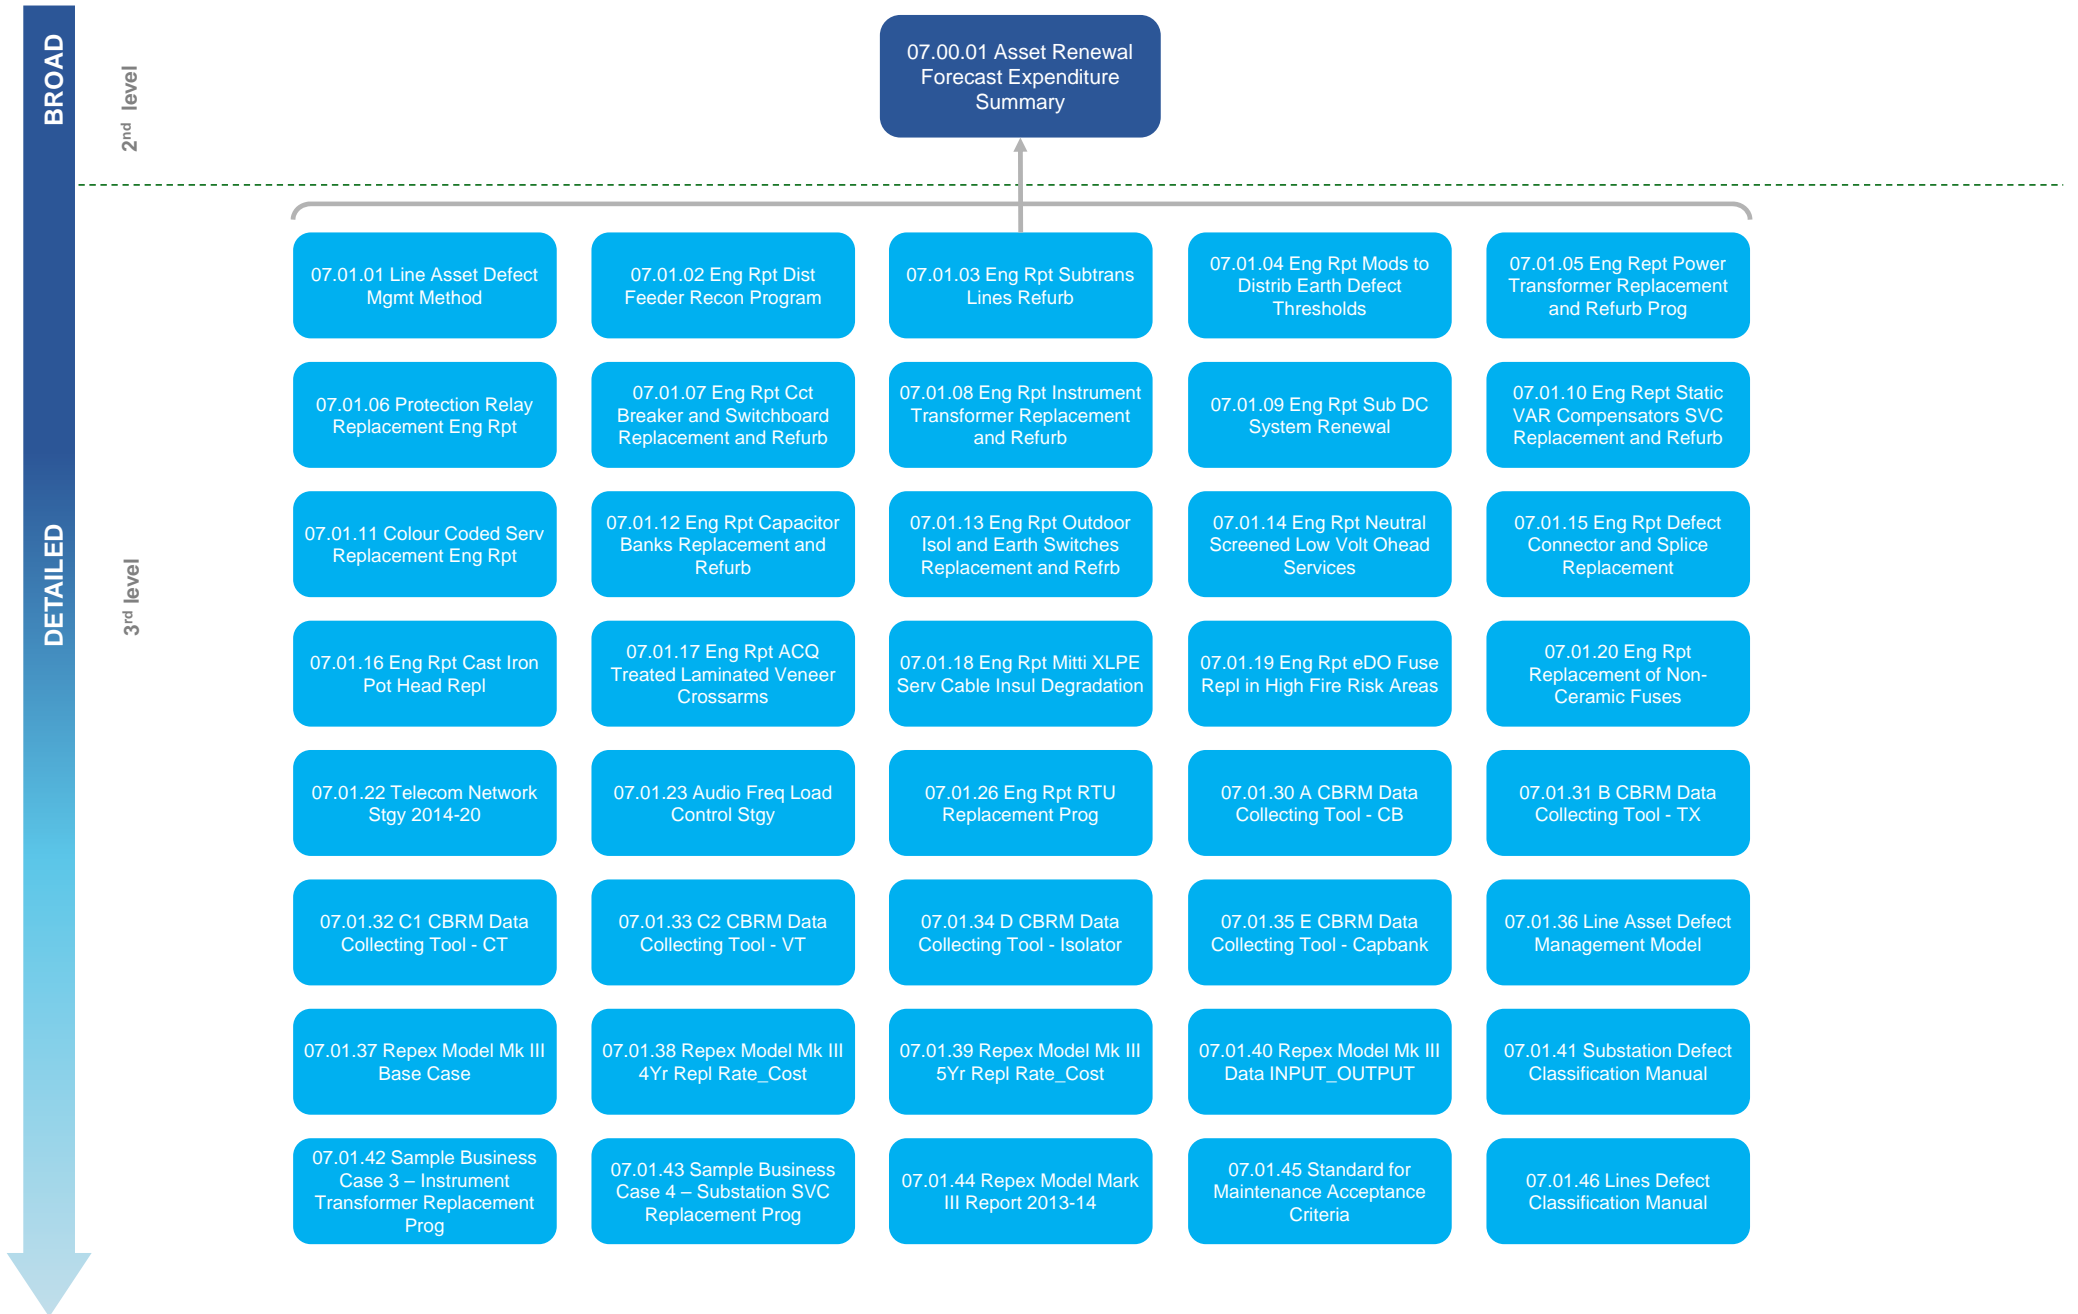 BROAD
2nd level
07.00.01 Asset Renewal
Forecast Expenditure
Summary
DETAILED
3rd level
07.01.01 Line Asset Defect
Mgmt Method
07.01.02 Eng Rpt Dist
Feeder Recon Program
07.01.03 Eng Rpt Subtrans
Lines Refurb
07.01.04 Eng Rpt Mods to
Distrib Earth Defect
Thresholds
07.01.05 Eng Rept Power
Transformer Replacement
and Refurb Prog
07.01.06 Protection Relay
Replacement Eng Rpt
07.01.07 Eng Rpt Cct
Breaker and Switchboard
Replacement and Refurb
07.01.08 Eng Rpt Instrument
Transformer Replacement
and Refurb
07.01.09 Eng Rpt Sub DC
System Renewal
07.01.10 Eng Rept Static
VAR Compensators SVC
Replacement and Refurb
07.01.11 Colour Coded Serv
Replacement Eng Rpt
07.01.12 Eng Rpt Capacitor
Banks Replacement and
Refurb
07.01.13 Eng Rpt Outdoor
Isol and Earth Switches
Replacement and Refrb
07.01.14 Eng Rpt Neutral
Screened Low Volt Ohead
Services
07.01.15 Eng Rpt Defect
Connector and Splice
Replacement
07.01.16 Eng Rpt Cast Iron
Pot Head Repl
07.01.17 Eng Rpt ACQ
Treated Laminated Veneer
Crossarms
07.01.18 Eng Rpt Mitti XLPE
Serv Cable Insul Degradation
07.01.19 Eng Rpt eDO Fuse
Repl in High Fire Risk Areas
07.01.20 Eng Rpt
Replacement of Non-
Ceramic Fuses
07.01.22 Telecom Network
Stgy 2014-20
07.01.23 Audio Freq Load
Control Stgy
07.01.26 Eng Rpt RTU
Replacement Prog
07.01.30 A CBRM Data
Collecting Tool - CB
07.01.31 B CBRM Data
Collecting Tool - TX
07.01.32 C1 CBRM Data
Collecting Tool - CT
07.01.33 C2 CBRM Data
Collecting Tool - VT
07.01.34 D CBRM Data
Collecting Tool - Isolator
07.01.35 E CBRM Data
Collecting Tool - Capbank
07.01.36 Line Asset Defect
Management Model
07.01.37 Repex Model Mk III
Base Case
07.01.38 Repex Model Mk III
4Yr Repl Rate_Cost
07.01.39 Repex Model Mk III
5Yr Repl Rate_Cost
07.01.40 Repex Model Mk III
Data INPUT_OUTPUT
07.01.41 Substation Defect
Classification Manual
07.01.42 Sample Business
Case 3 – Instrument
Transformer Replacement
Prog
07.01.43 Sample Business
Case 4 – Substation SVC
Replacement Prog
07.01.44 Repex Model Mark
III Report 2013-14
07.01.45 Standard for
Maintenance Acceptance
Criteria
07.01.46 Lines Defect
Classification Manual